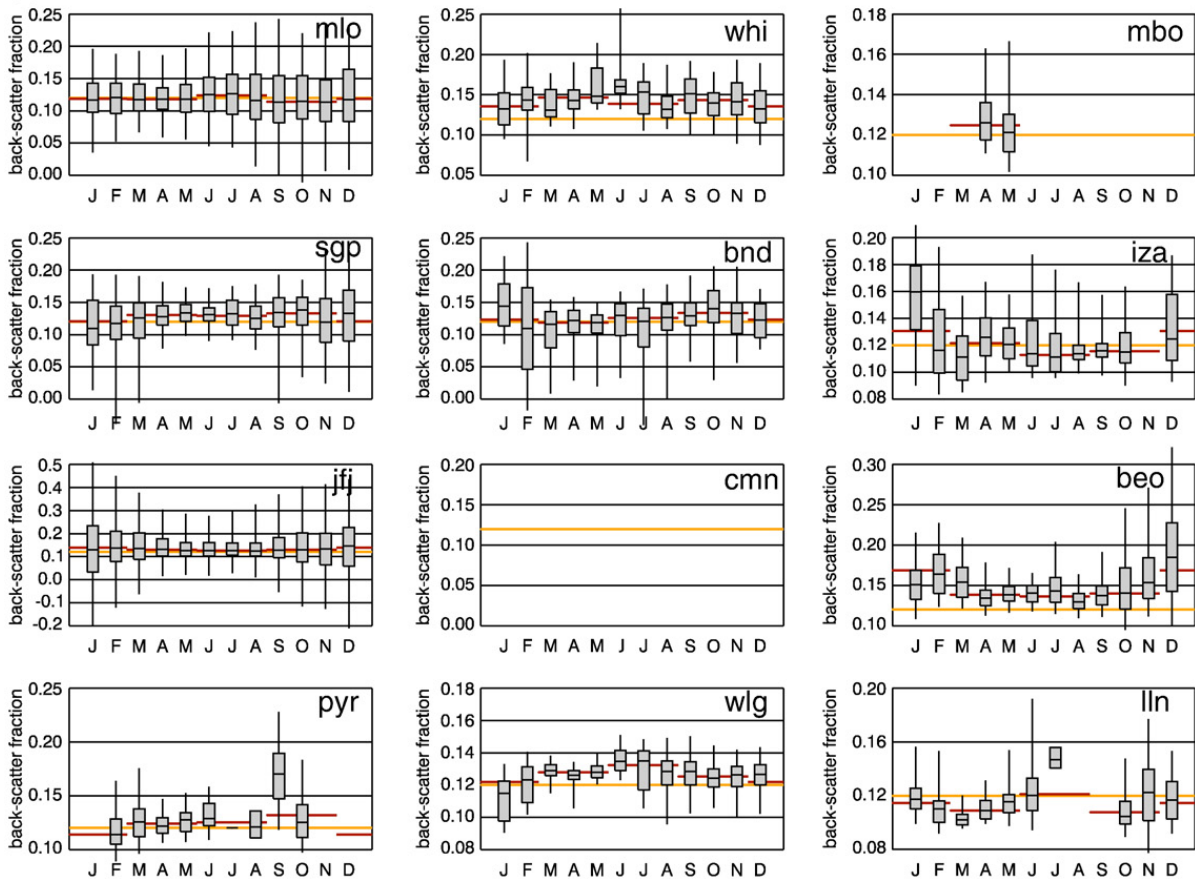 mlo
back-scatter fraction
0.25
0.20
0.15
0.10
0.05
0.00
J F M A M J J A S O N D
whi
back-scatter fraction
0.25
0.20
0.15
0.10
0.05
J F M A M J J A S O N D
mbo
back-scatter fraction
0.18
0.16
0.14
0.12
0.10
J F M A M J J A S O N D
sgp
back-scatter fraction
0.25
0.20
0.15
0.10
0.05
0.00
J F M A M J J A S O N D
bnd
back-scatter fraction
0.25
0.20
0.15
0.10
0.05
0.00
J F M A M J J A S O N D
iza
back-scatter fraction
0.20
0.18
0.16
0.14
0.12
0.10
0.08
J F M A M J J A S O N D
jfj
back-scatter fraction
0.5
0.4
0.3
0.2
0.1
0.0
-0.1
-0.2
J F M A M J J A S O N D
cmn
back-scatter fraction
0.20
0.15
0.10
0.05
0.00
J F M A M J J A S O N D
beo
back-scatter fraction
0.30
0.25
0.20
0.15
0.10
J F M A M J J A S O N D
pyr
back-scatter fraction
0.25
0.20
0.15
0.10
J F M A M J J A S O N D
wlg
back-scatter fraction
0.18
0.16
0.14
0.12
0.10
0.08
J F M A M J J A S O N D
lln
back-scatter fraction
0.20
0.16
0.12
0.08
J F M A M J J A S O N D